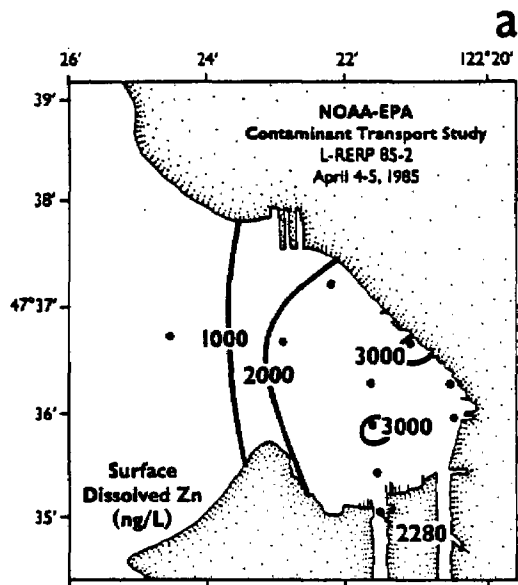 a
26' 24' 22' 122°20'
39'
NOAA-EPA
Contaminant Transport Study
L-RERP 85-2
April 4-5, 1985
38'
47°37'
1000
3000
2000
36'
3000
Surface
Dissolved Zn
(ng/L)
35'
2280